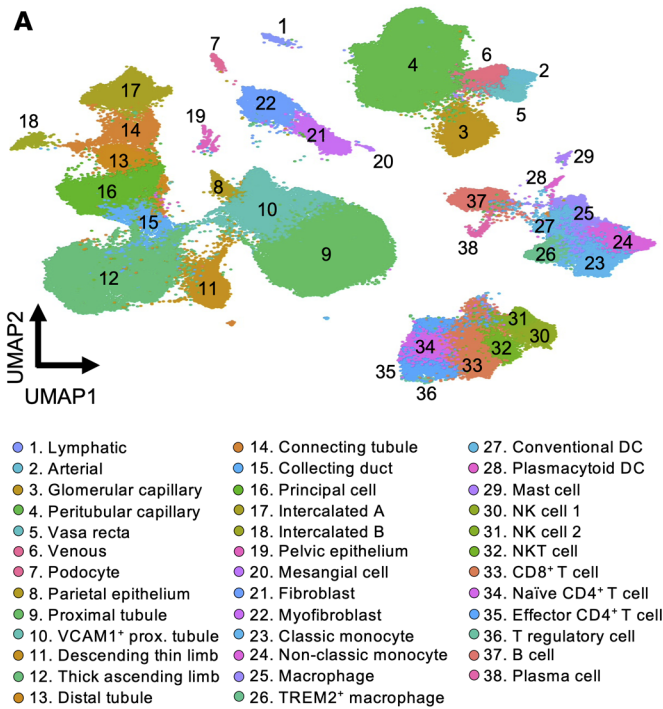 A
1
7
4
6
2
17
22
18
14
19
21
3
5
13
20
29
16
8
28
15
10
37
25
27
24
12
9
38
26
23
11
31
30
34
32
35
33
36
UMAP2
UMAP1
1. Lymphatic
2. Arterial
3. Glomerular capillary
4. Peritubular capillary
5. Vasa recta
6. Venous
7. Podocyte
8. Parietal epithelium
9. Proximal tubule
10. VCAM1⁺ prox. tubule
11. Descending thin limb
12. Thick ascending limb
13. Distal tubule
14. Connecting tubule
15. Collecting duct
16. Principal cell
17. Intercalated A
18. Intercalated B
19. Pelvic epithelium
20. Mesangial cell
21. Fibroblast
22. Myofibroblast
23. Classic monocyte
24. Non-classic monocyte
25. Macrophage
26. TREM2⁺ macrophage
27. Conventional DC
28. Plasmacytoid DC
29. Mast cell
30. NK cell 1
31. NK cell 2
32. NKT cell
33. CD8⁺ T cell
34. Naïve CD4⁺ T cell
35. Effector CD4⁺ T cell
36. T regulatory cell
37. B cell
38. Plasma cell